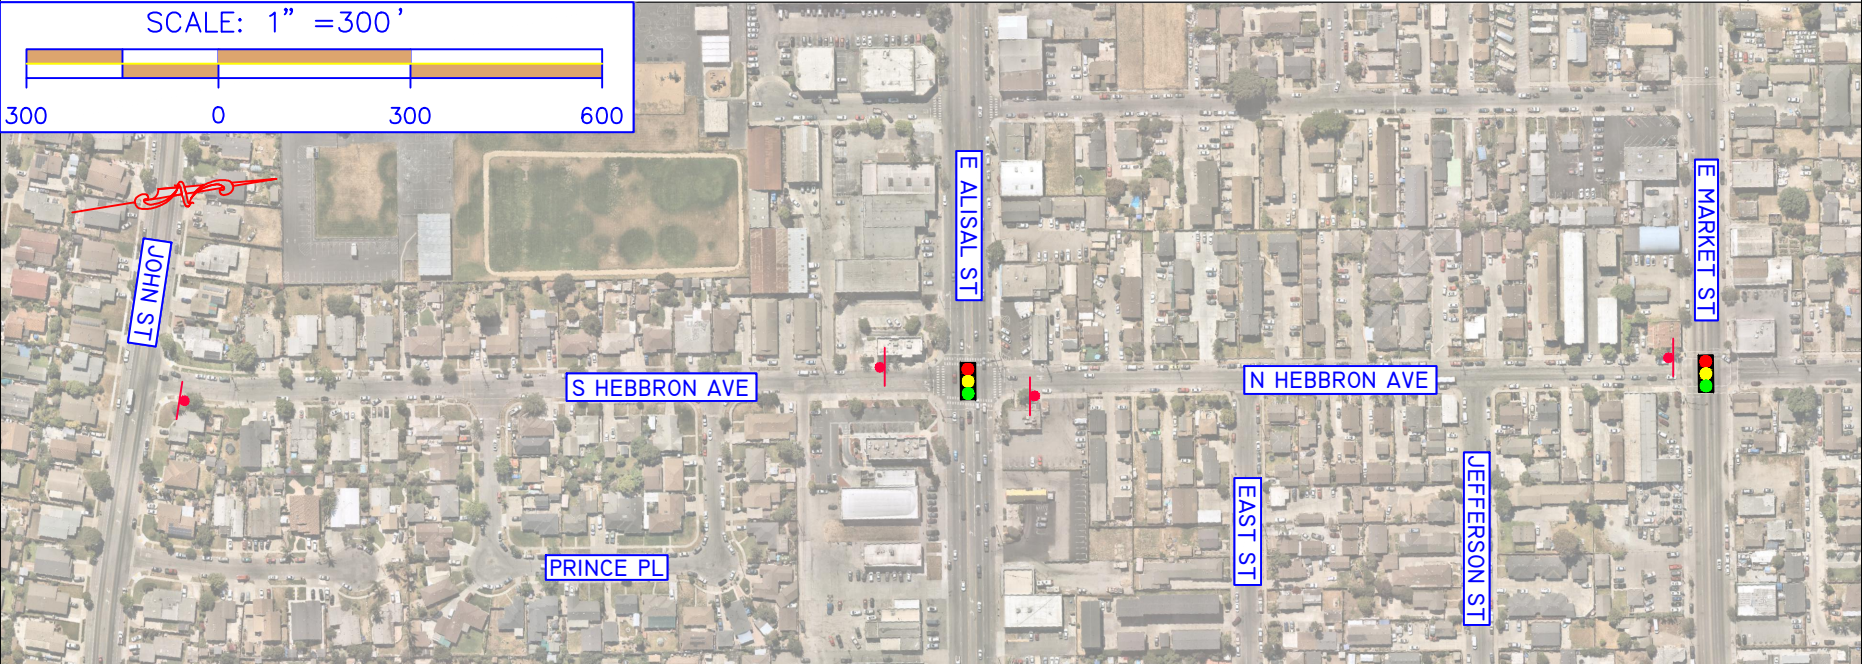 SCALE: 1” =300’
300 0 300 600
JOHN ST
E ALISAL ST
E MARKET ST
S HEBBRON AVE
N HEBBRON AVE
EAST ST
JEFFERSON ST
PRINCE PL